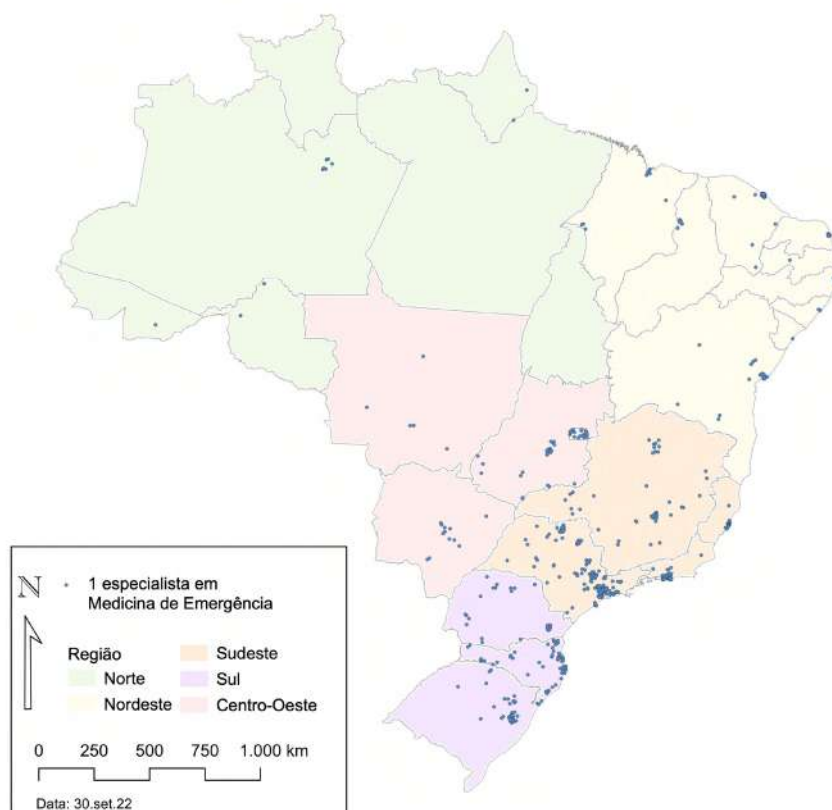 N
1 especialista em
Medicina de Emergência
Região
Norte
Nordeste
Sudeste
Sul
Centro-Oeste
0 250 500 750 1.000 km
Data: 30.set.22